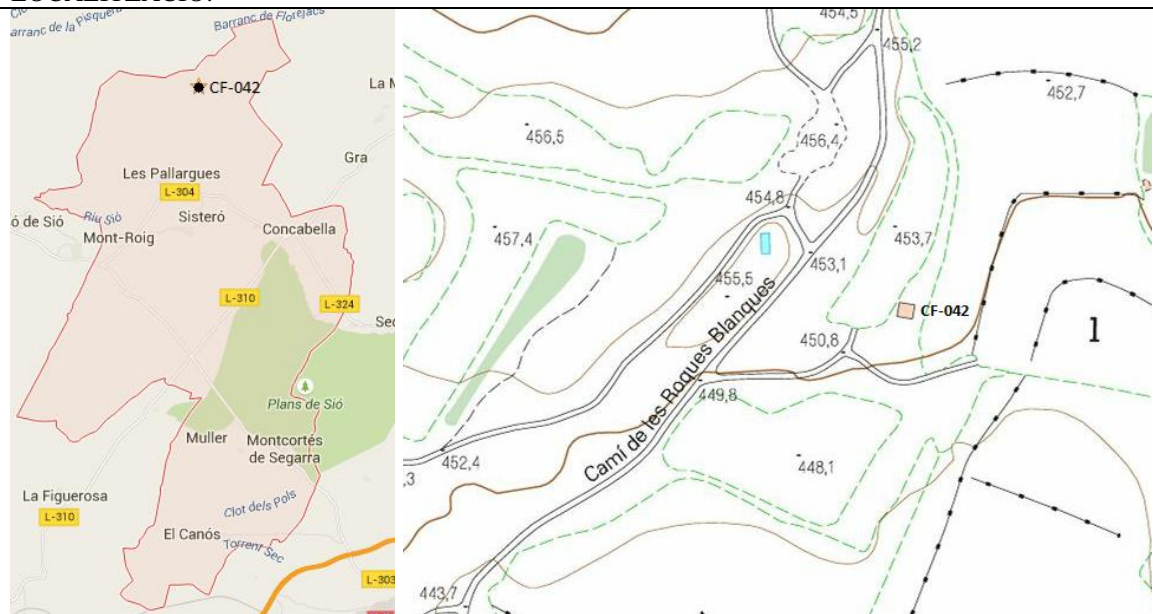 Barranc de Florejacs
arranc de la Pisquera
CF-042
La M
Gra
Les Pallargues
L-304
Riu Sió
Sisteró
ó de Sió
Mont-Roig
Concabella
L-310
L-324
Sec
Plans de Sió
Muller
Montcortés
de Segarra
La Figuerosa
L-310
Clot dels Pols
El Canós
Torrent Sec
L-303
454,5
455,2
452,7
456,5
456,4
454,8
457,4
453,7
453,1
455,5
CF-042
450,8
1
Camí de les Roques Blanques
449,8
452,4
.3
448,1
443,7